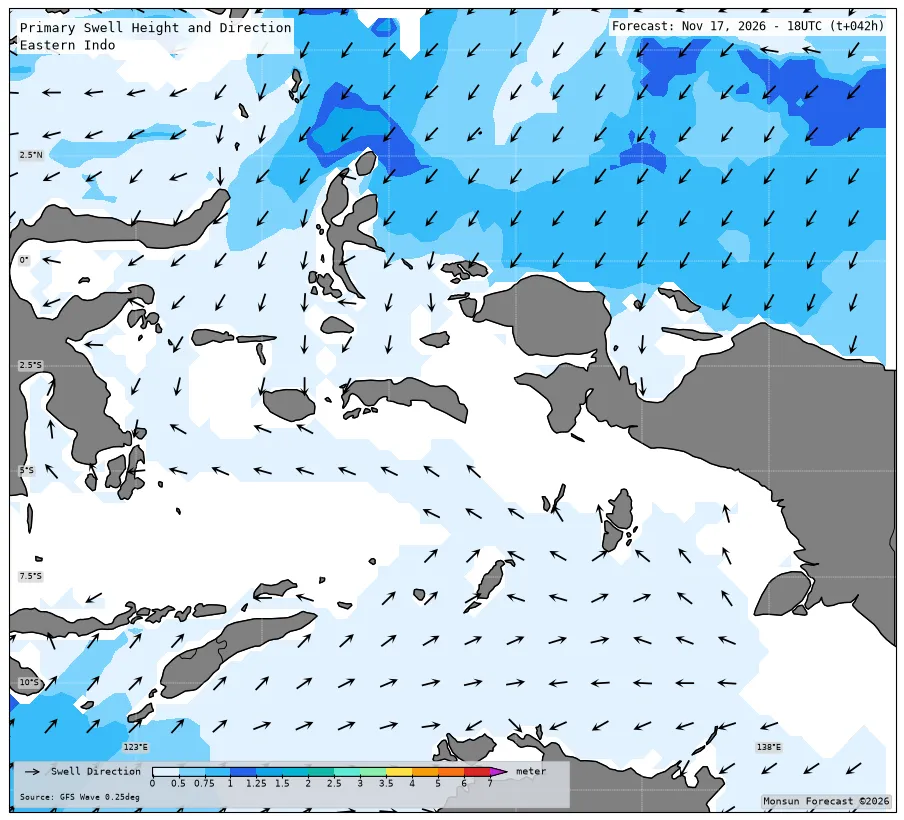 Primary Swell Height and Direction
Eastern Indo
Forecast: Nov 17, 2026 - 18UTC (t+042h)
2.5°N
0°
2.5°S
5°S
7.5°S
10°S
123°E
138°E
Swell Direction
meter
0 0.5 0.75 1 1.25 1.5 2 2.5 3 3.5 4 5 6 7
Source: GFS Wave 0.25deg
Monsun Forecast ©2026